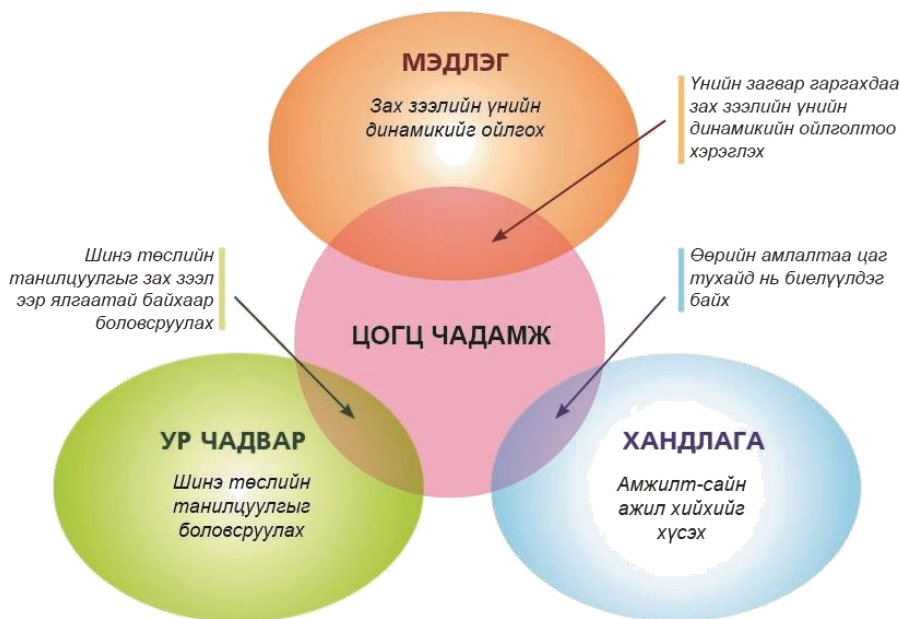 МЭДЛЭГ
Зах зээлийн үнийн
динамикийг ойлгох
Үнийн загвар гаргахдаа
зах зээлийн үнийн
динамикийн ойлголтоо
хэрэглэх
Шинэ төслийн
танилцуулгыг зах зээл
ээр ялгаатай байхаар
боловсруулах
Өөрийн амлалтаа цаг
тухайд нь биелүүлдэг
байх
ЦОГЦ ЧАДАМЖ
УР ЧАДВАР
Шинэ төслийн
танилцуулгыг
боловсруулах
ХАНДЛАГА
Амжилт-сайн
ажил хийхийг
хүсэх